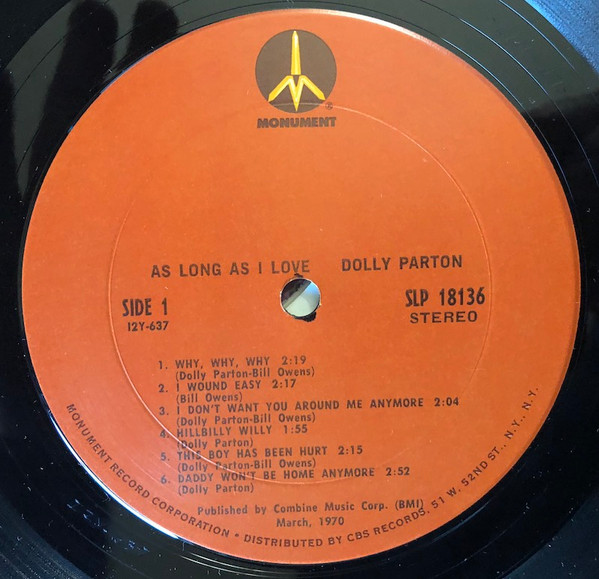 ®
MONUMENT
AS LONG AS I LOVE DOLLY PARTON
SIDE 1
12Y-637
SLP 18136
STEREO
1. WHY, WHY, WHY 2:19
(Dolly Parton-Bill Owens)
2. I WOUND EASY 2:17
(Bill Owens)
3. I DON'T WANT YOU AROUND ME ANYMORE 2:04
(Dolly Parton-Bill Owens)
4. HILLBILLY WILLY 1:55
(Dolly Parton)
5. THIS BOY HAS BEEN HURT 2:15
(Dolly Parton-Bill Owens)
6. DADDY WON'T BE HOME ANYMORE 2:52
(Dolly Parton)
Published by Combine Music Corp. (BMI)
March, 1970
MONUMENT RECORD CORPORATION • DISTRIBUTED BY CBS RECORDS, 51 W. 52ND ST., N.Y., N.Y.